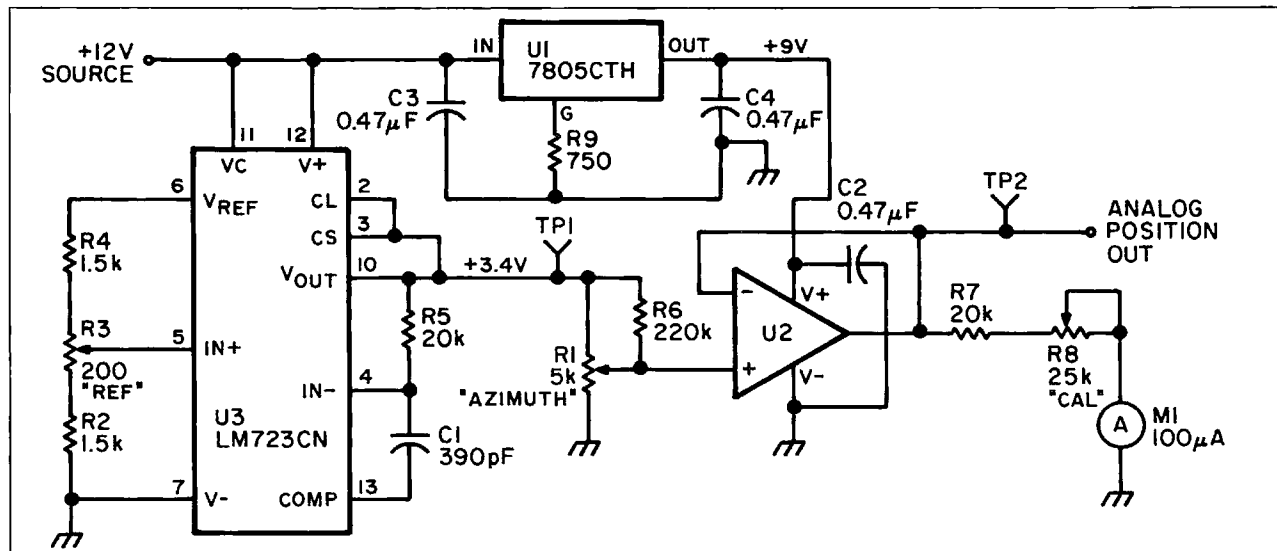 +12V
SOURCE
IN
U1
7805CTH
OUT
+9V
G
C3
0.47µF
R9
750
C4
0.47µF
11
12
VC
V+
6
VREF
2
CL
3
CS
10
VOUT
+3.4V
TP1
R4
1.5k
R3
200
"REF"
5
IN+
R2
1.5k
7
V-
U3
LM723CN
R5
20k
4
IN-
C1
390pF
13
COMP
R1
5k
"AZIMUTH"
R6
220k
C2
0.47µF
-
+
V+
U2
V-
TP2
ANALOG
POSITION
OUT
R7
20k
R8
25k
"CAL"
A
M1
100µA